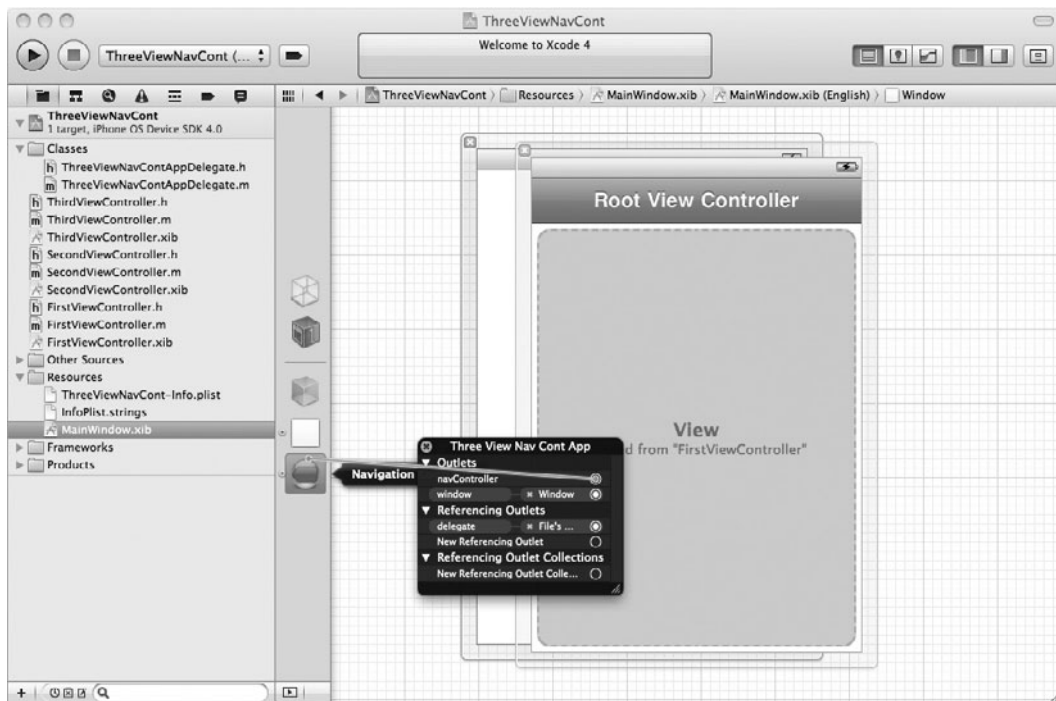 ThreeViewNavCont
ThreeViewNavCont (...
Welcome to Xcode 4
ThreeViewNavCont
Resources
MainWindow.xib
MainWindow.xib (English)
Window
ThreeViewNavCont
1 target, iPhone OS Device SDK 4.0
Classes
h ThreeViewNavContAppDelegate.h
m ThreeViewNavContAppDelegate.m
h ThirdViewController.h
m ThirdViewController.m
ThirdViewController.xib
h SecondViewController.h
m SecondViewController.m
SecondViewController.xib
h FirstViewController.h
m FirstViewController.m
FirstViewController.xib
Other Sources
Resources
ThreeViewNavCont-Info.plist
InfoPlist.strings
MainWindow.xib
Frameworks
Products
Root View Controller
View
d from "FirstViewController"
Navigation
Three View Nav Cont App
Outlets
navController
window
Window
Referencing Outlets
delegate
File's ...
New Referencing Outlet
Referencing Outlet Collections
New Referencing Outlet Colle...